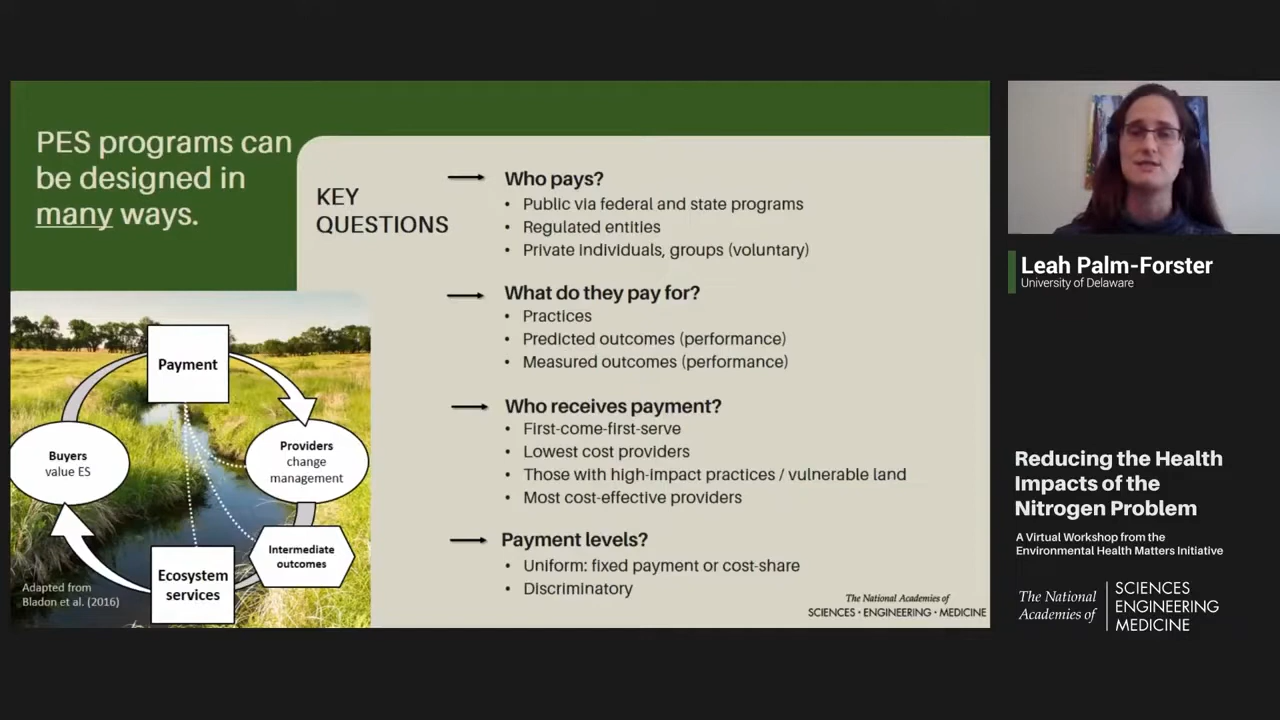 PES programs can
be designed in
many ways.
KEY
QUESTIONS
Who pays?
• Public via federal and state programs
• Regulated entities
• Private individuals, groups (voluntary)
What do they pay for?
• Practices
• Predicted outcomes (performance)
• Measured outcomes (performance)
Who receives payment?
• First-come-first-serve
• Lowest cost providers
• Those with high-impact practices / vulnerable land
• Most cost-effective providers
Payment levels?
• Uniform: fixed payment or cost-share
• Discriminatory
Payment
Buyers
value ES
Providers
change
management
Intermediate
outcomes
Ecosystem
services
Adapted from
Bladon et al. (2016)
The National Academies of
SCIENCES • ENGINEERING • MEDICINE
Leah Palm-Forster
University of Delaware
Reducing the Health
Impacts of the
Nitrogen Problem
A Virtual Workshop from the
Environmental Health Matters Initiative
The National
Academies of
SCIENCES
ENGINEERING
MEDICINE